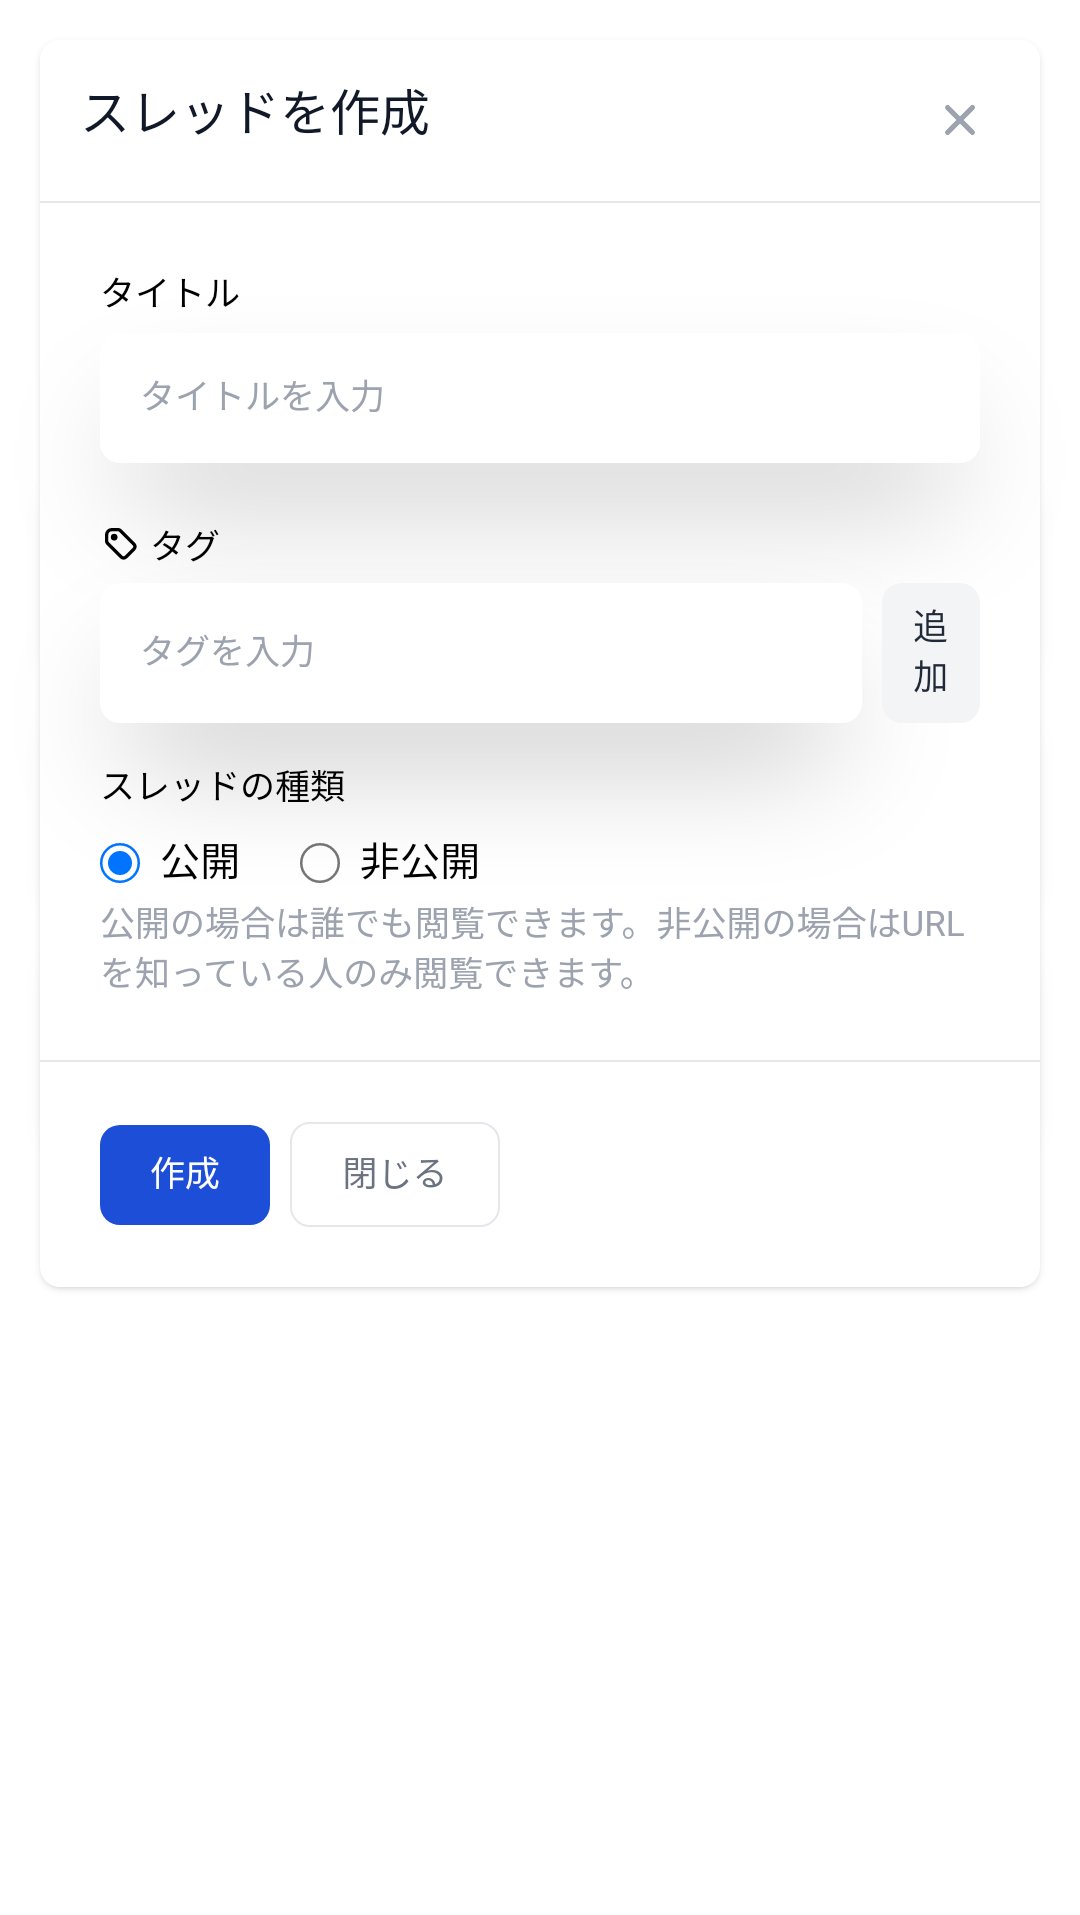 スレッドを作成
タイトル
タイトルを入力
タグ
タグを入力
追
加
スレッドの種類
公開 非公開
公開の場合は誰でも閲覧できます。非公開の場合はURL
を知っている人のみ閲覧できます。
作成 閉じる